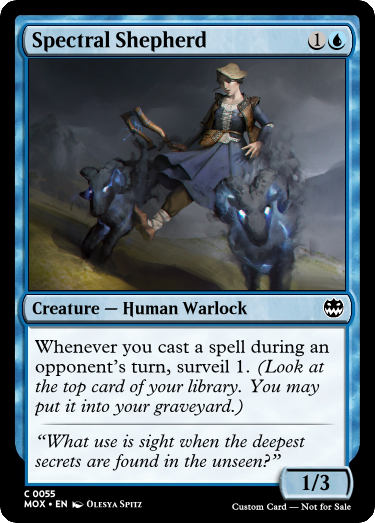 Spectral Shepherd 1
Creature — Human Warlock
Whenever you cast a spell during an
opponent's turn, surveil 1. (Look at
the top card of your library. You may
put it into your graveyard.)
“What use is sight when the deepest
secrets are found in the unseen?”
1/3
C 0055
MOX • EN Olesya Spitz
Custom Card — Not for Sale